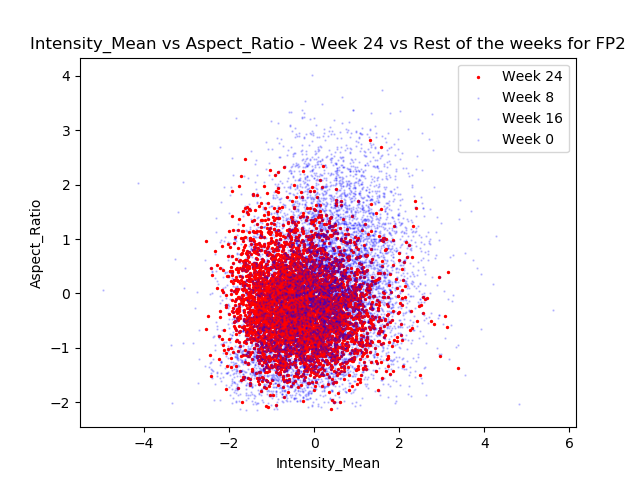 Intensity_Mean vs Aspect_Ratio - Week 24 vs Rest of the weeks for FP2
Week 24
Week 8
Week 16
Week 0
4
3
2
1
0
−1
−2
Aspect_Ratio
−4
−2
0
2
4
6
Intensity_Mean